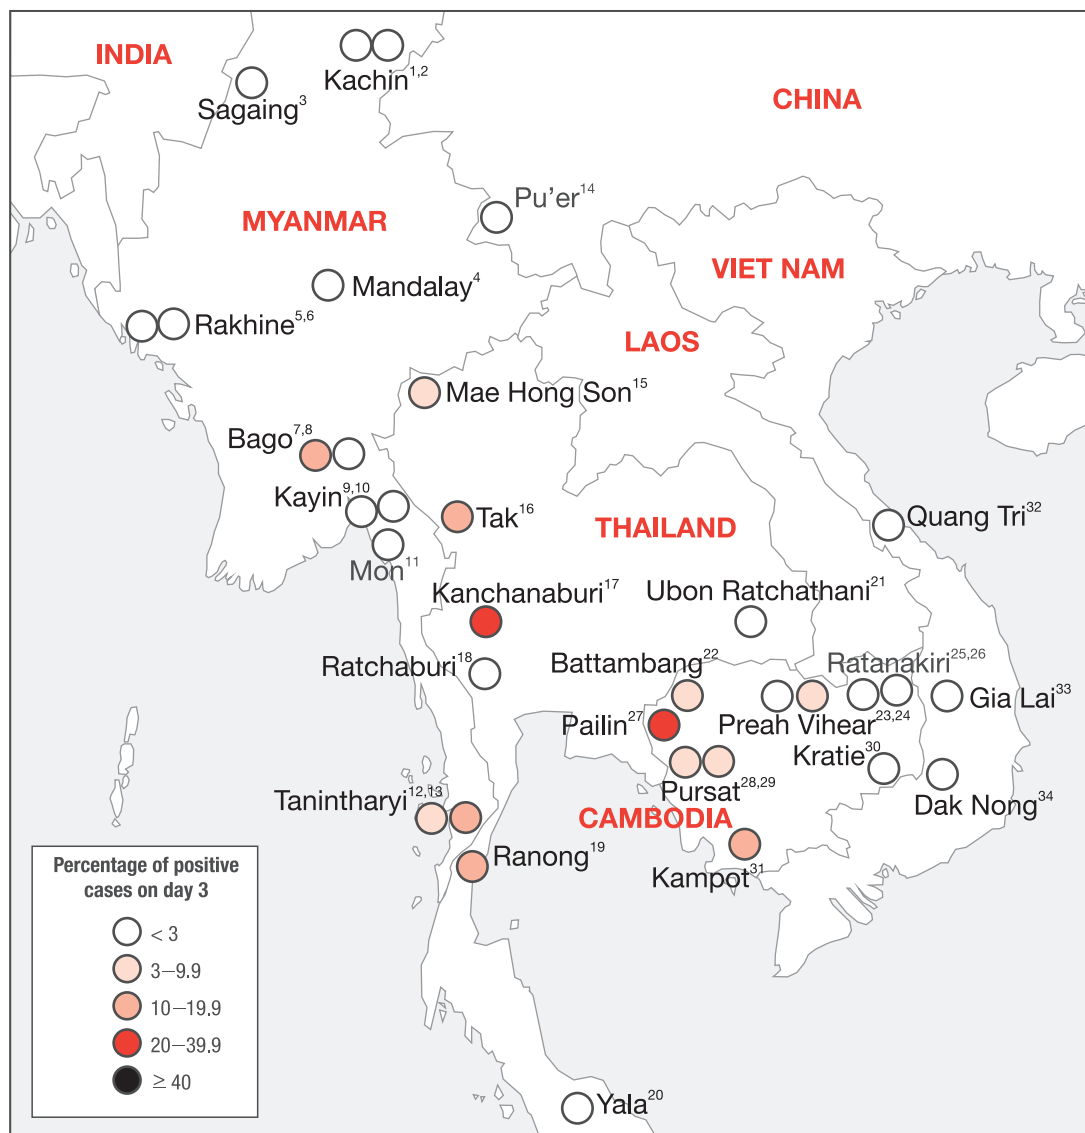 INDIA
Kachin1,2
Sagaing3
CHINA
Pu’er14
MYANMAR
VIET NAM
Mandalay4
Rakhine5,6
LAOS
Mae Hong Son15
Bago7,8
Kayin9,10
Tak16
THAILAND
Quang Tri32
Mon11
Kanchanaburi17
Ubon Ratchathani21
Ratchaburi18
Battambang22
Ratanakiri25,26
Gia Lai33
Pailin27
Preah Vihear23,24
Kratie30
Pursat28,29
Tanintharyi12,13
Dak Nong34
CAMBODIA
Ranong19
Kampot31
Percentage of positive
cases on day 3
< 3
3–9.9
10–19.9
20–39.9
≥ 40
Yala20